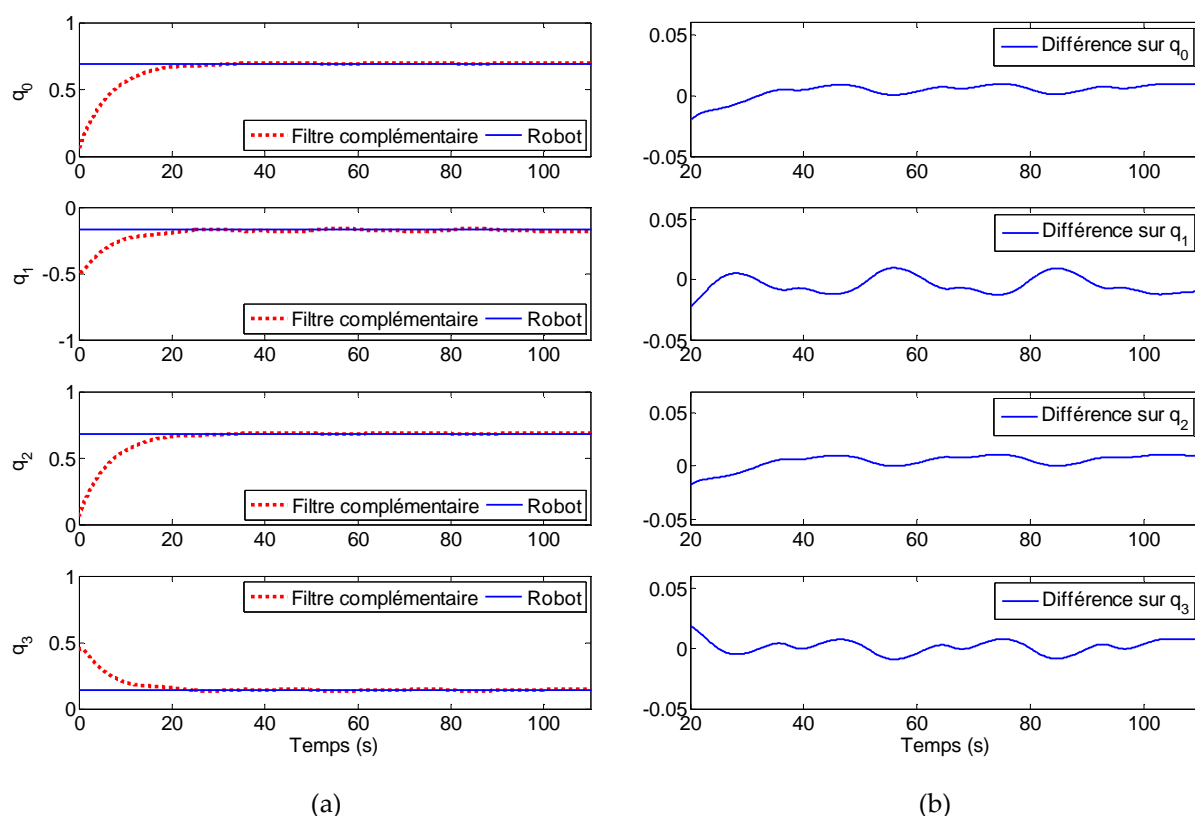 1
0.5
0
q0
Filtre complémentaire Robot
0 20 40 60 80 100
0
-0.5
-1
q1
Filtre complémentaire Robot
0 20 40 60 80 100
1
0.5
0
q2
Filtre complémentaire Robot
0 20 40 60 80 100
1
0.5
0
q3
Filtre complémentaire Robot
0 20 40 60 80 100
Temps (s)
(a)
0.05
0
-0.05
Différence sur q0
20 40 60 80 100
0.05
0
-0.05
Différence sur q1
20 40 60 80 100
0.05
0
-0.05
Différence sur q2
20 40 60 80 100
0.05
0
-0.05
Différence sur q3
20 40 60 80 100
Temps (s)
(b)